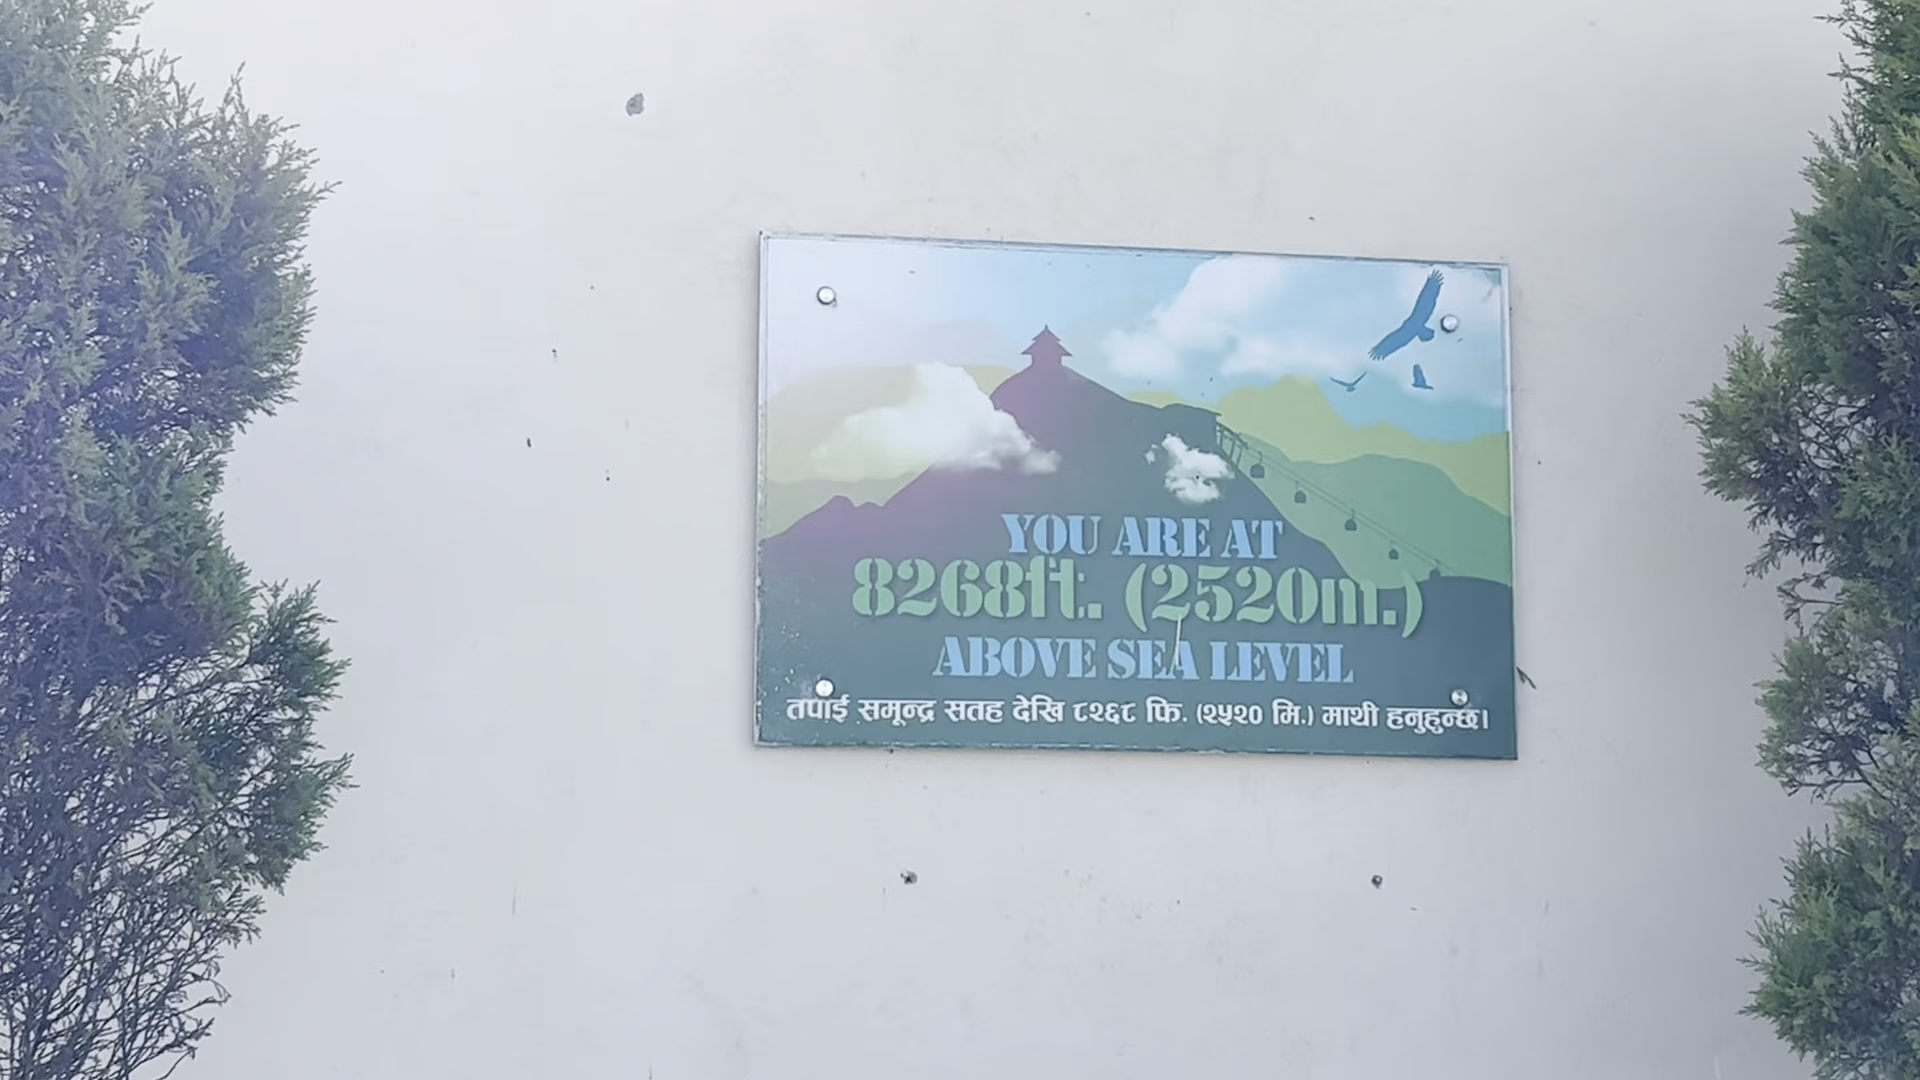 YOU ARE AT
8268ft. (2520m.)
ABOVE SEA LEVEL
तपाई समून्द्र सतह देखि ८२६८ फि. (२५२० मि.) माथी हनुहुन्छ।